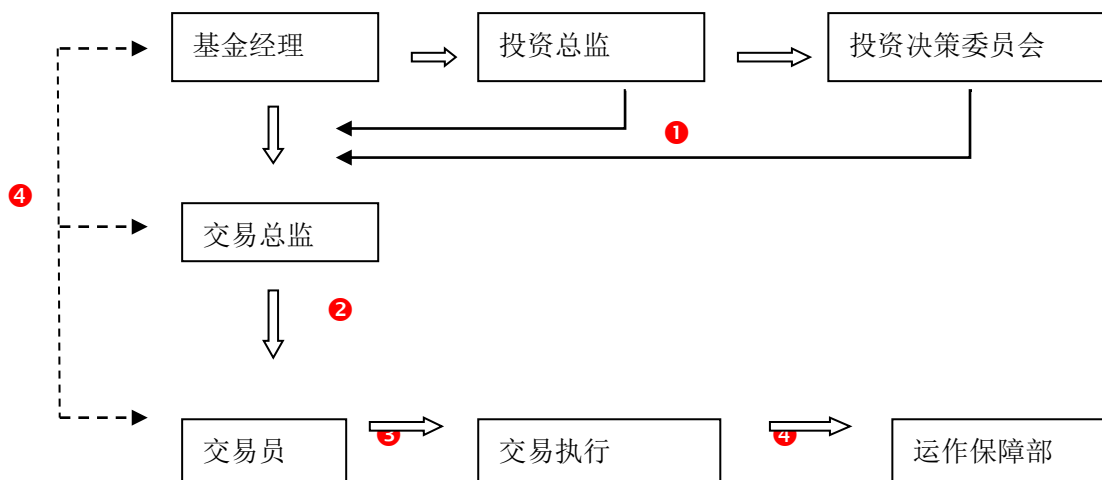 基金经理
投资总监
投资决策委员会
❶
❹
交易总监
❷
交易员
❸
交易执行
❹
运作保障部